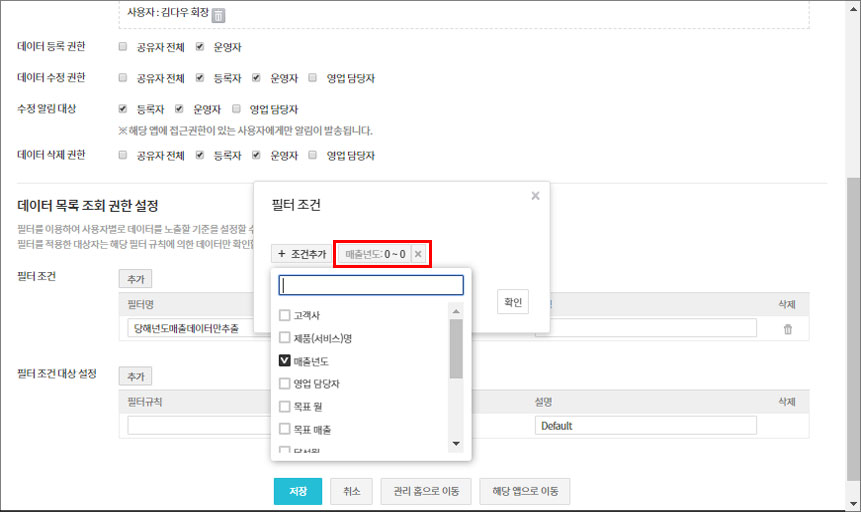 사용자 : 김다우 회장
데이터 등록 권한 공유자 전체 운영자
데이터 수정 권한 공유자 전체 등록자 운영자 영업 담당자
수정 알림 대상 등록자 운영자 영업 담당자
※ 해당 앱에 접근권한이 있는 사용자에게만 알림이 발송됩니다.
데이터 삭제 권한 공유자 전체 등록자 운영자 영업 담당자
데이터 목록 조회 권한 설정
필터를 이용하여 사용자별로 데이터를 노출할 기준을 설정할
필터를 적용한 대상자는 해당 필터 규칙에 의한 데이터만
필터 조건
+ 조건추가 매출년도: 0 ~ 0 ×
고객사
제품(서비스)명
매출년도
영업 담당자
목표 월
목표 매출
확인
필터 조건 추가
필터명 삭제
당해년도매출데이터만추출
필터 조건 대상 설정 추가
필터규칙 설명 삭제
Default
저장 취소 관리 홈으로 이동 해당 앱으로 이동